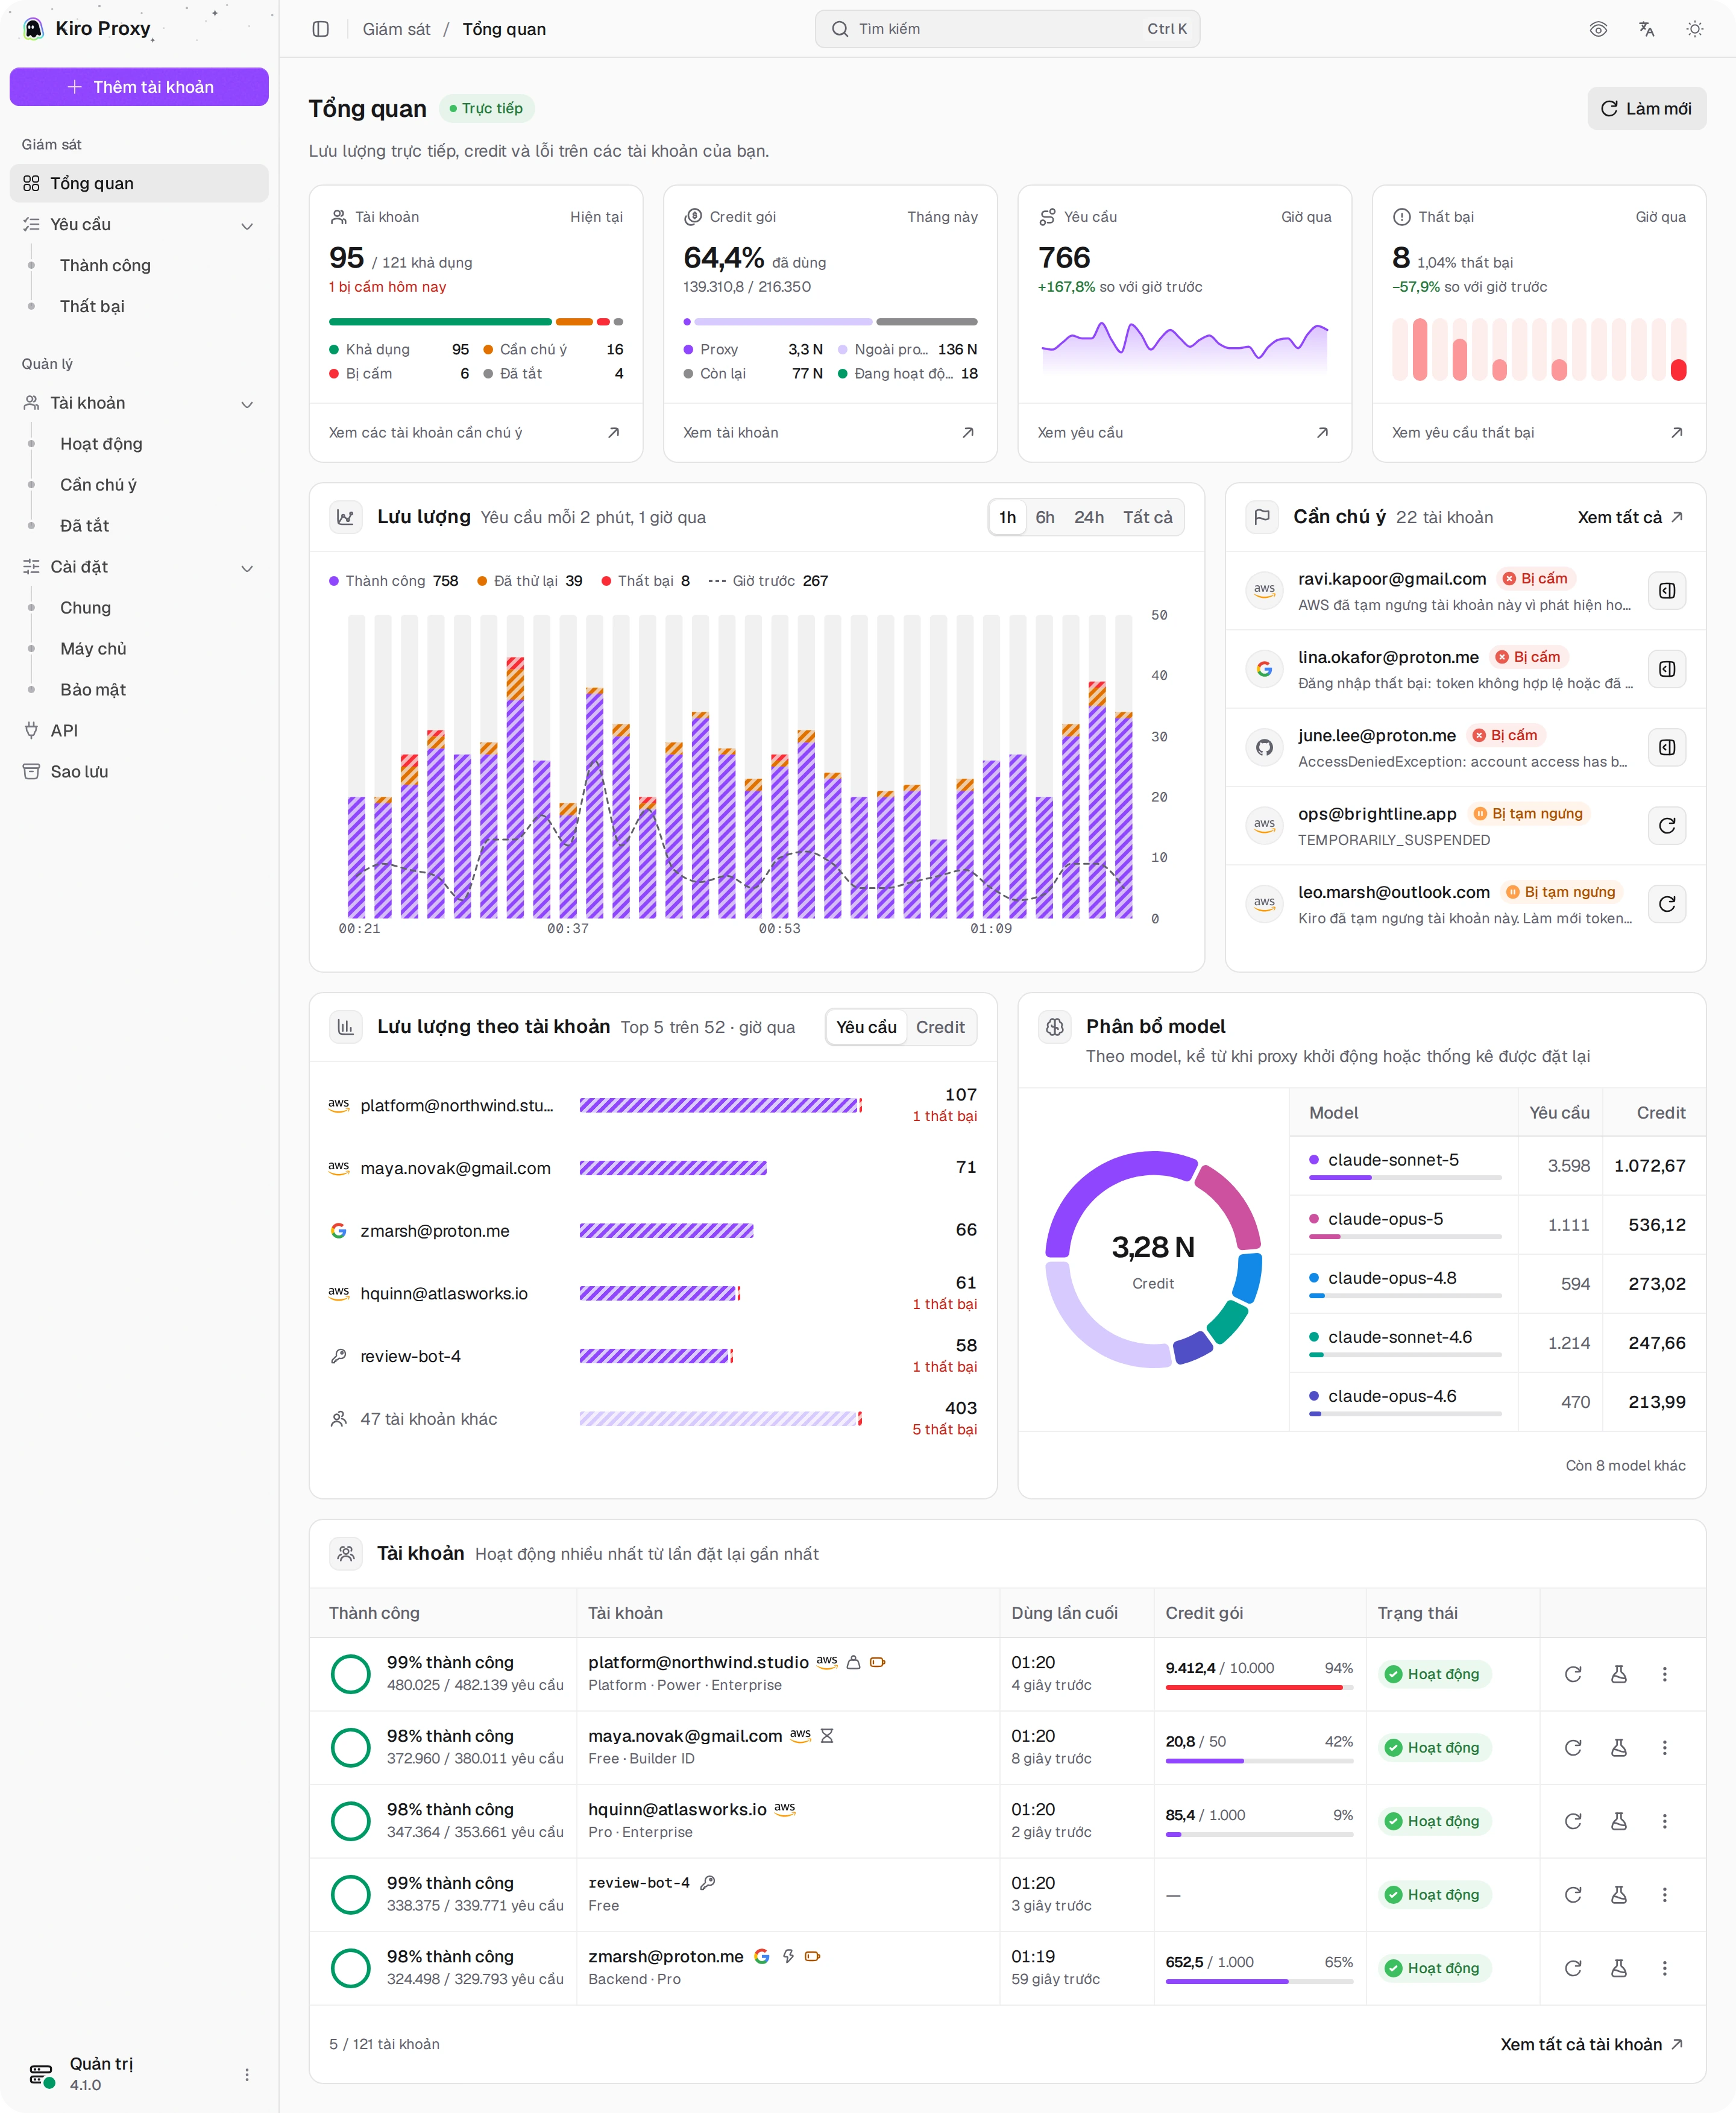 Kiro Proxy
Thêm tài khoản
Giám sát
Tổng quan
Yêu cầu
Thành công
Thất bại
Quản lý
Tài khoản
Hoạt động
Cần chú ý
Đã tắt
Cài đặt
Chung
Máy chủ
Bảo mật
API
Sao lưu
Quản trị
4.1.0
Giám sát / Tổng quan
Tìm kiếm Ctrl K
Tổng quan Trực tiếp
Làm mới
Lưu lượng trực tiếp, credit và lỗi trên các tài khoản của bạn.
Tài khoản Hiện tại
95 / 121 khả dụng
1 bị cấm hôm nay
Khả dụng 95 Cần chú ý 16
Bị cấm 6 Đã tắt 4
Xem các tài khoản cần chú ý
Credit gói Tháng này
64,4% đã dùng
139.310,8 / 216.350
Proxy 3,3 N Ngoài pro... 136 N
Còn lại 77 N Đang hoạt độ... 18
Xem tài khoản
Yêu cầu Giờ qua
766
+167,8% so với giờ trước
Xem yêu cầu
Thất bại Giờ qua
8 1,04% thất bại
−57,9% so với giờ trước
Xem yêu cầu thất bại
Lưu lượng Yêu cầu mỗi 2 phút, 1 giờ qua
1h 6h 24h Tất cả
Thành công 758 Đã thử lại 39 Thất bại 8 Giờ trước 267
50
40
30
20
10
0
00:21 00:37 00:53 01:09
Cần chú ý 22 tài khoản Xem tất cả
aws ravi.kapoor@gmail.com Bị cấm
AWS đã tạm ngưng tài khoản này vì phát hiện ho...
lina.okafor@proton.me Bị cấm
Đăng nhập thất bại: token không hợp lệ hoặc đã ...
june.lee@proton.me Bị cấm
AccessDeniedException: account access has b...
aws ops@brightline.app Bị tạm ngưng
TEMPORARILY_SUSPENDED
aws leo.marsh@outlook.com Bị tạm ngưng
Kiro đã tạm ngưng tài khoản này. Làm mới token...
Lưu lượng theo tài khoản Top 5 trên 52 · giờ qua
Yêu cầu Credit
aws platform@northwind.stu... 107
1 thất bại
aws maya.novak@gmail.com 71
zmarsh@proton.me 66
aws hquinn@atlasworks.io 61
1 thất bại
review-bot-4 58
1 thất bại
47 tài khoản khác 403
5 thất bại
Phân bổ model
Theo model, kể từ khi proxy khởi động hoặc thống kê được đặt lại
3,28 N
Credit
Model Yêu cầu Credit
claude-sonnet-5 3.598 1.072,67
claude-opus-5 1.111 536,12
claude-opus-4.8 594 273,02
claude-sonnet-4.6 1.214 247,66
claude-opus-4.6 470 213,99
Còn 8 model khác
Tài khoản Hoạt động nhiều nhất từ lần đặt lại gần nhất
Thành công Tài khoản Dùng lần cuối Credit gói Trạng thái
99% thành công platform@northwind.studio aws 01:20 9.412,4 / 10.000 94% Hoạt động
480.025 / 482.139 yêu cầu Platform · Power · Enterprise 4 giây trước
98% thành công maya.novak@gmail.com aws 01:20 20,8 / 50 42% Hoạt động
372.960 / 380.011 yêu cầu Free · Builder ID 8 giây trước
98% thành công hquinn@atlasworks.io aws 01:20 85,4 / 1.000 9% Hoạt động
347.364 / 353.661 yêu cầu Pro · Enterprise 2 giây trước
99% thành công review-bot-4 01:20 — Hoạt động
338.375 / 339.771 yêu cầu Free 3 giây trước
98% thành công zmarsh@proton.me 01:19 652,5 / 1.000 65% Hoạt động
324.498 / 329.793 yêu cầu Backend · Pro 59 giây trước
5 / 121 tài khoản Xem tất cả tài khoản